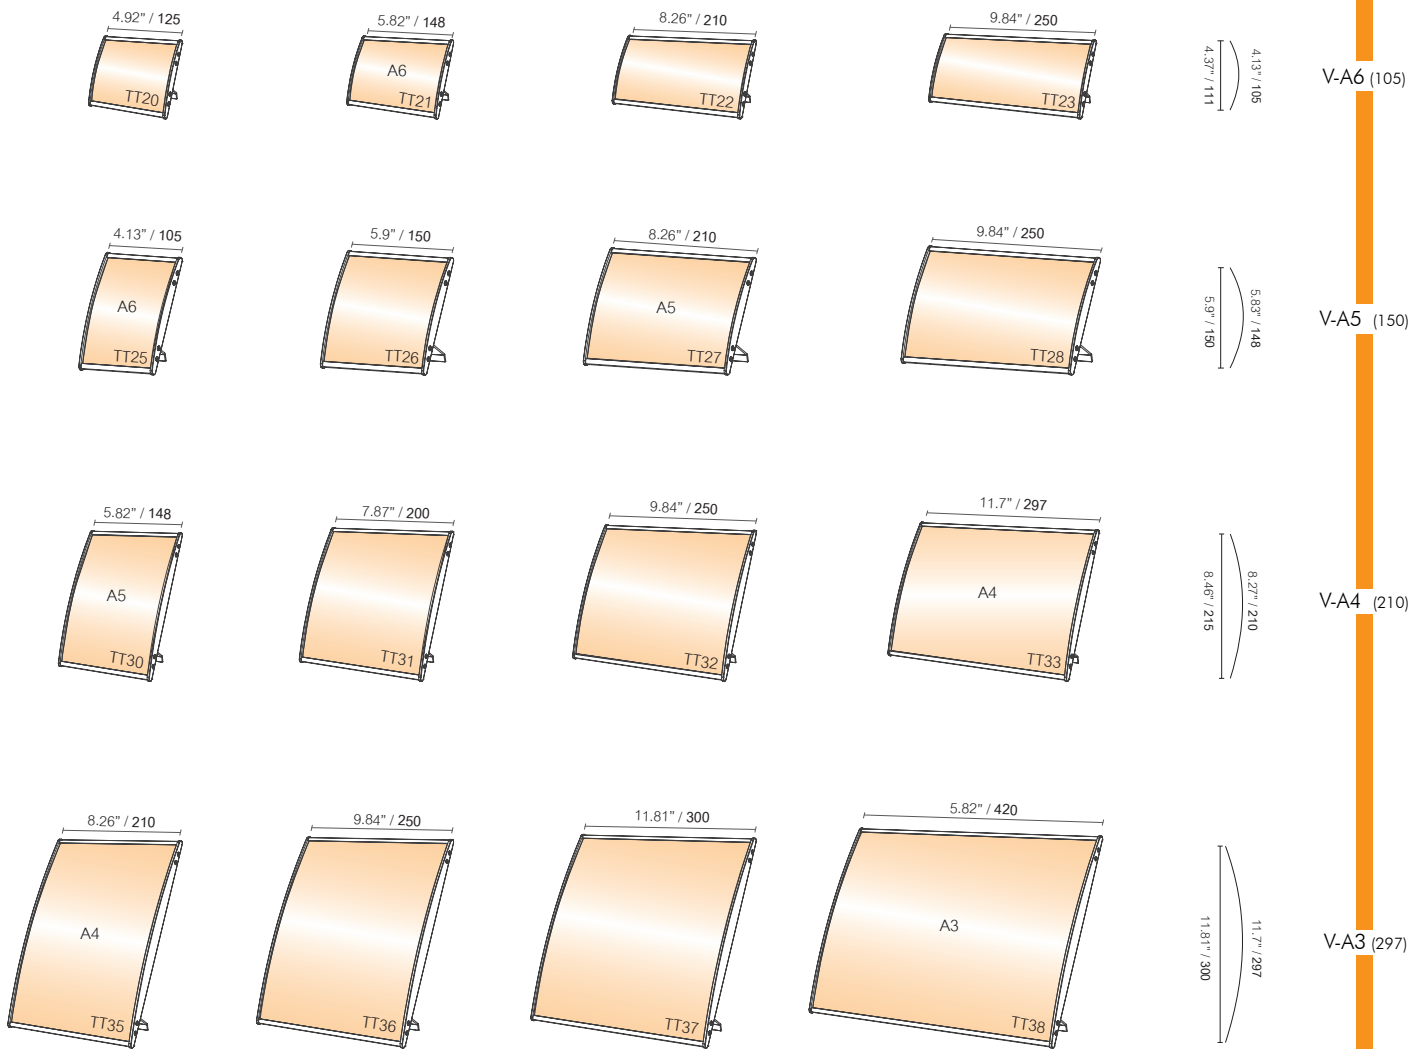 4.92” / 125
5.82” / 148
8.26” / 210
9.84” / 250
A6
TT20
TT21
TT22
TT23
4.37” / 111
4.13” / 105
V-A6 (105)
4.13” / 105
5.9” / 150
8.26” / 210
9.84” / 250
A6
A5
TT25
TT26
TT27
TT28
5.9” / 150
5.83” / 148
V-A5 (150)
5.82” / 148
7.87” / 200
9.84” / 250
11.7” / 297
A5
A4
TT30
TT31
TT32
TT33
8.46” / 215
8.27” / 210
V-A4 (210)
8.26” / 210
9.84” / 250
11.81” / 300
5.82” / 420
A4
A3
TT35
TT36
TT37
TT38
11.81” / 300
11.7” / 297
V-A3 (297)